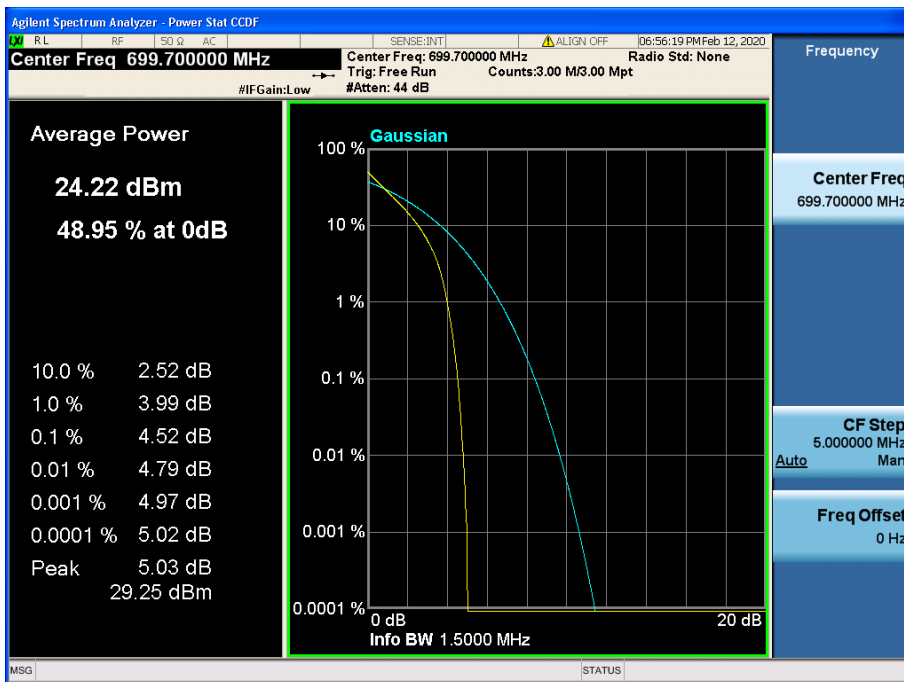 Agilent Spectrum Analyzer - Power Stat CCDF
LXI RL RF 50 Ω AC SENSE:INT ALIGN OFF 06:56:19 PM Feb 12, 2020
Center Freq 699.700000 MHz
Center Freq: 699.700000 MHz Radio Std: None
Trig: Free Run Counts:3.00 M/3.00 Mpt
#IFGain:Low #Atten: 44 dB
Frequency
Average Power
24.22 dBm
48.95 % at 0dB
10.0 % 2.52 dB
1.0 % 3.99 dB
0.1 % 4.52 dB
0.01 % 4.79 dB
0.001 % 4.97 dB
0.0001 % 5.02 dB
Peak 5.03 dB
29.25 dBm
Gaussian
100 %
10 %
1 %
0.1 %
0.01 %
0.001 %
0.0001 %
0 dB 20 dB
Info BW 1.5000 MHz
Center Freq
699.700000 MHz
CF Step
5.000000 MHz
Auto Man
Freq Offset
0 Hz
MSG STATUS